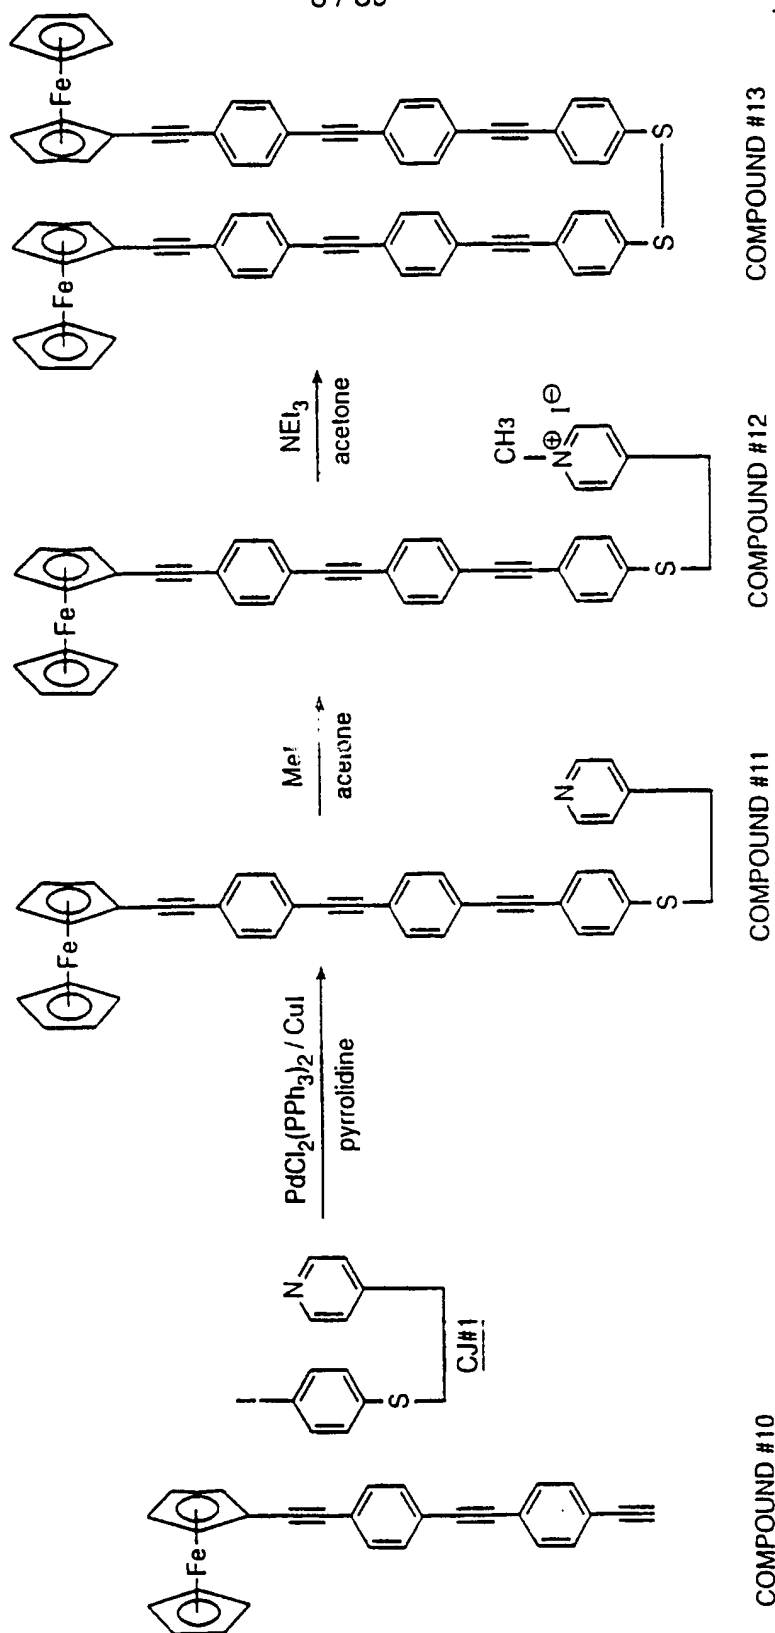 Fe
COMPOUND #10
I
S
N
CJ#1
PdCl2(PPh3)2 / CuI
pyrrolidine
Fe
S
N
COMPOUND #11
MeI
acetone
Fe
S
CH3
N
⊕
I⊖
COMPOUND #12
NEt3
acetone
Fe
Fe
S
S
COMPOUND #13